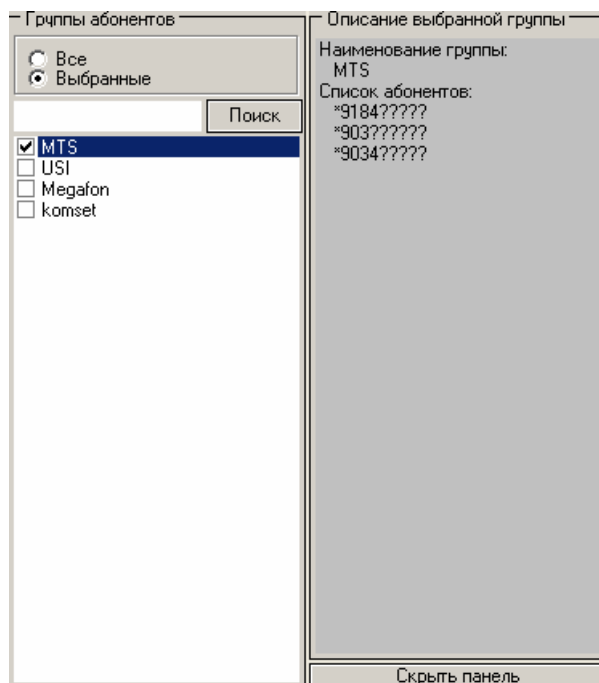 Группы абонентов
Все
Выбранные
Поиск
MTS
USI
Megafon
komset
Описание выбранной группы
Наименование группы:
MTS
Список абонентов:
*9184?????
*903??????
*9034?????
Скрыть панель